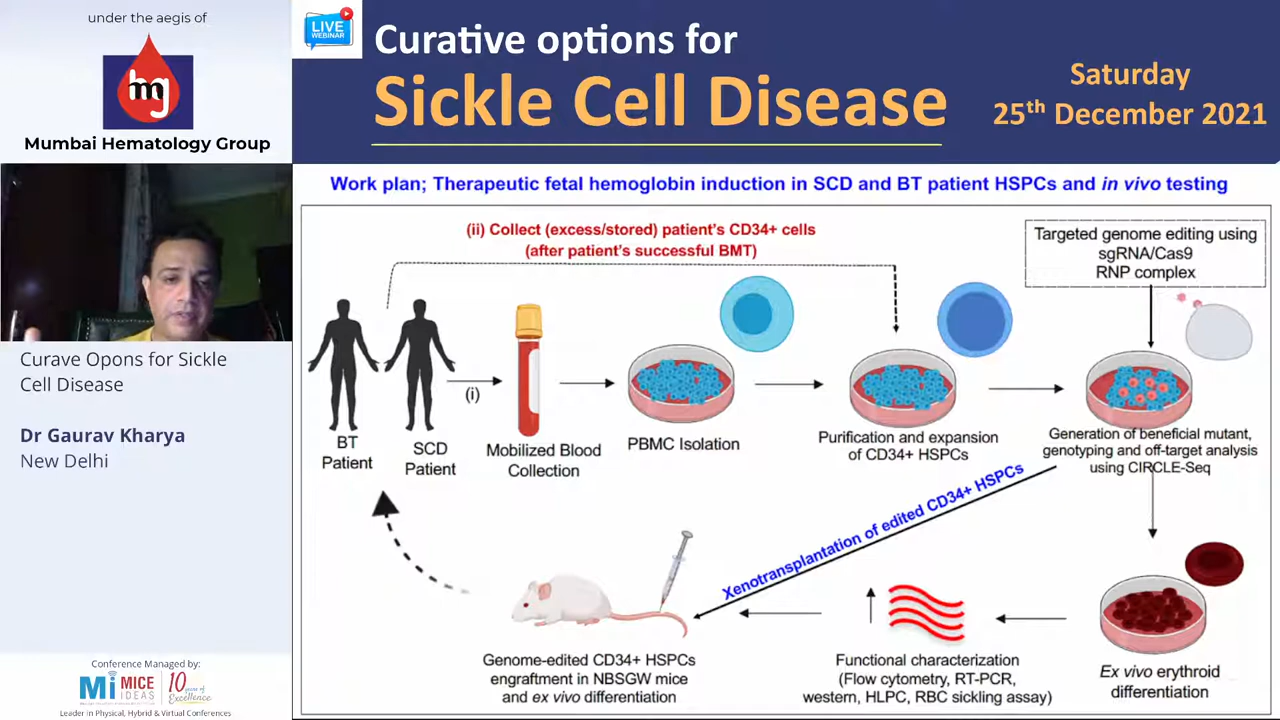 under the aegis of
mg
Mumbai Hematology Group
LIVE
WEBINAR
Curative options for
Sickle Cell Disease
Saturday
25th December 2021
Curave Opons for Sickle
Cell Disease
Dr Gaurav Kharya
New Delhi
Conference Managed by:
Mi MICE
IDEAS
10 years of
Excellence
Leader in Physical, Hybrid & Virtual Conferences
Work plan; Therapeutic fetal hemoglobin induction in SCD and BT patient HSPCs and in vivo testing
(ii) Collect (excess/stored) patient's CD34+ cells
(after patient's successful BMT)
Targeted genome editing using
sgRNA/Cas9
RNP complex
(i)
BT
Patient
SCD
Patient
Mobilized Blood
Collection
PBMC Isolation
Purification and expansion
of CD34+ HSPCs
Generation of beneficial mutant,
genotyping and off-target analysis
using CIRCLE-Seq
Xenotransplantation of edited CD34+ HSPCs
Genome-edited CD34+ HSPCs
engraftment in NBSGW mice
and ex vivo differentiation
Functional characterization
(Flow cytometry, RT-PCR,
western, HLPC, RBC sickling assay)
Ex vivo erythroid
differentiation